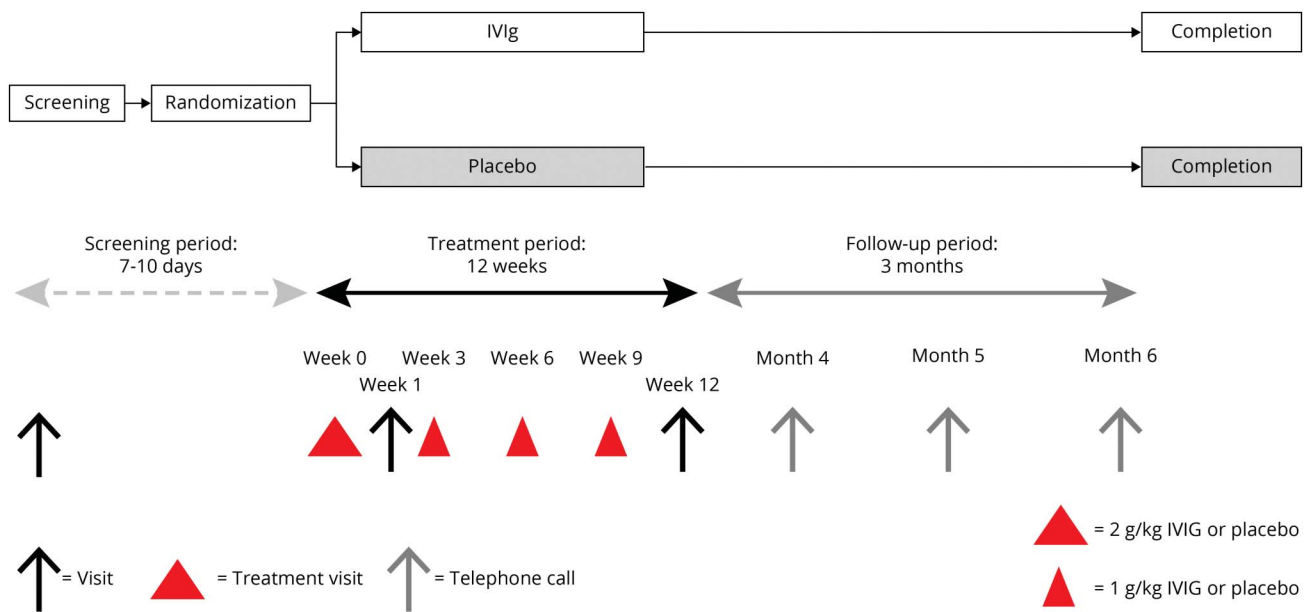 IVIg
Completion
Screening
Randomization
Placebo
Completion
Screening period:
7-10 days
Treatment period:
12 weeks
Follow-up period:
3 months
Week 0
Week 3
Week 6
Week 9
Month 4
Month 5
Month 6
Week 1
Week 12
= 2 g/kg IVIG or placebo
= Visit
= Treatment visit
= Telephone call
= 1 g/kg IVIG or placebo